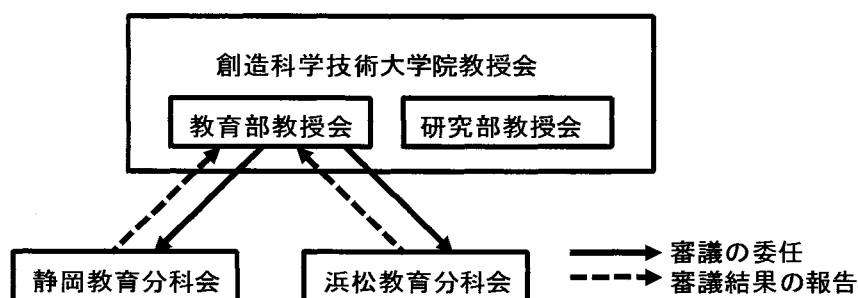 創造科学技術大学院教授会
教育部教授会
研究部教授会
静岡教育分科会
浜松教育分科会
審議の委任
審議結果の報告